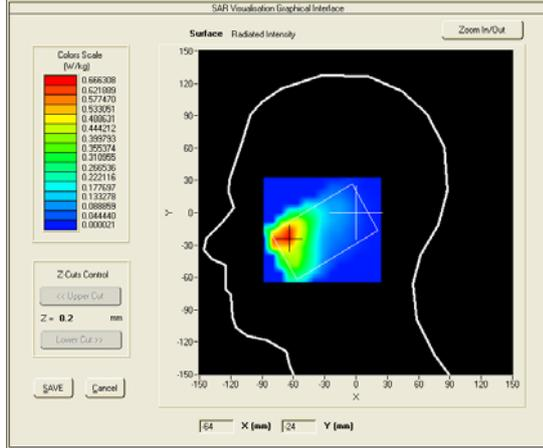 SAR Visualisation Graphical Interface
Surface Radiated Intensity
Zoom In/Out
Colors Scale
(W/kg)
0.666308
0.621889
0.577470
0.533051
0.488631
0.444212
0.399793
0.355374
0.310955
0.266536
0.222116
0.177697
0.133278
0.088859
0.044440
0.000021
Z Cuts Control
<< Upper Cut
Z = 0.2 mm
Lower Cut >>
SAVE Cancel
150
120
90
60
30
0
-30
-60
-90
-120
-150
Y
-150 -120 -90 -60 -30 0 30 60 90 120 150
X
-64 X (mm) -24 Y (mm)